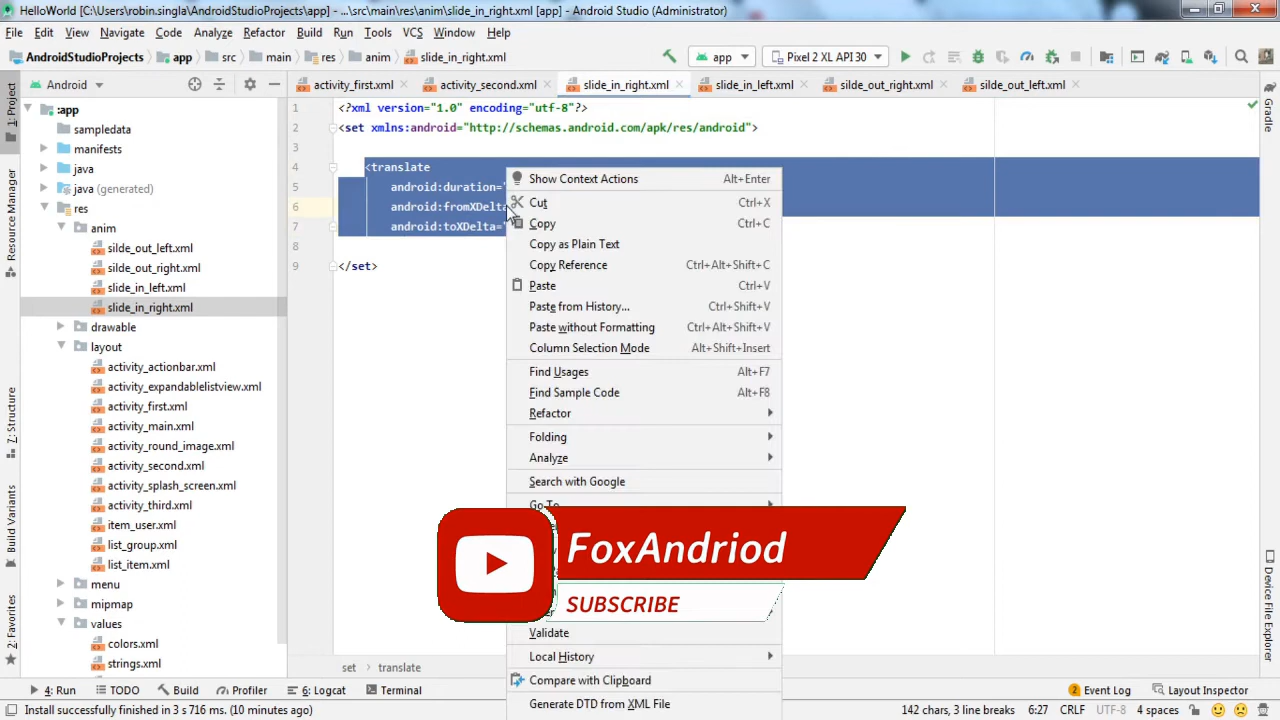 HelloWorld [C:\Users\robin.singla\AndroidStudioProjects\app] - ...\src\main\res\anim\slide_in_right.xml [app] - Android Studio (Administrator)
File Edit View Navigate Code Analyze Refactor Build Run Tools VCS Window Help
AndroidStudioProjects app src main res anim slide_in_right.xml app Pixel 2 XL API 30
Android activity_first.xml activity_second.xml slide_in_right.xml slide_in_left.xml silde_out_right.xml silde_out_left.xml
1: Project
Resource Manager
Z: Structure
Build Variants
2: Favorites
:app
sampledata
manifests
java
java (generated)
res
anim
silde_out_left.xml
silde_out_right.xml
slide_in_left.xml
slide_in_right.xml
drawable
layout
activity_actionbar.xml
activity_expandablelistview.xml
activity_first.xml
activity_main.xml
activity_round_image.xml
activity_second.xml
activity_splash_screen.xml
activity_third.xml
item_user.xml
list_group.xml
list_item.xml
menu
mipmap
values
colors.xml
strings.xml
1 <?xml version="1.0" encoding="utf-8"?>
2 <set xmlns:android="http://schemas.android.com/apk/res/android">
3
4 <translate
5 android:duration="
6 android:fromXDelta
7 android:toXDelta="
8
9 </set>
Show Context Actions Alt+Enter
Cut Ctrl+X
Copy Ctrl+C
Copy as Plain Text
Copy Reference Ctrl+Alt+Shift+C
Paste Ctrl+V
Paste from History... Ctrl+Shift+V
Paste without Formatting Ctrl+Alt+Shift+V
Column Selection Mode Alt+Shift+Insert
Find Usages Alt+F7
Find Sample Code Alt+F8
Refactor
Folding
Analyze
Search with Google
Go To
FoxAndriod
SUBSCRIBE
Validate
Local History
Compare with Clipboard
Generate DTD from XML File
Gradle
Device File Explorer
set translate
4: Run TODO Build Profiler 6: Logcat Terminal 2 Event Log Layout Inspector
Install successfully finished in 3 s 716 ms. (10 minutes ago) 142 chars, 3 line breaks 6:27 CRLF UTF-8 4 spaces